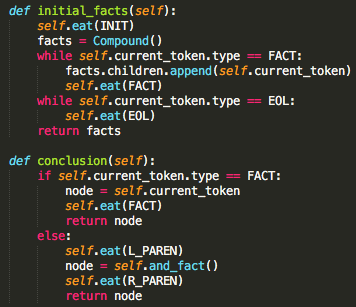 def initial_facts(self):
    self.eat(INIT)
    facts = Compound()
    while self.current_token.type == FACT:
        facts.children.append(self.current_token)
        self.eat(FACT)
    while self.current_token.type == EOL:
        self.eat(EOL)
    return facts

def conclusion(self):
    if self.current_token.type == FACT:
        node = self.current_token
        self.eat(FACT)
        return node
    else:
        self.eat(L_PAREN)
        node = self.and_fact()
        self.eat(R_PAREN)
        return node